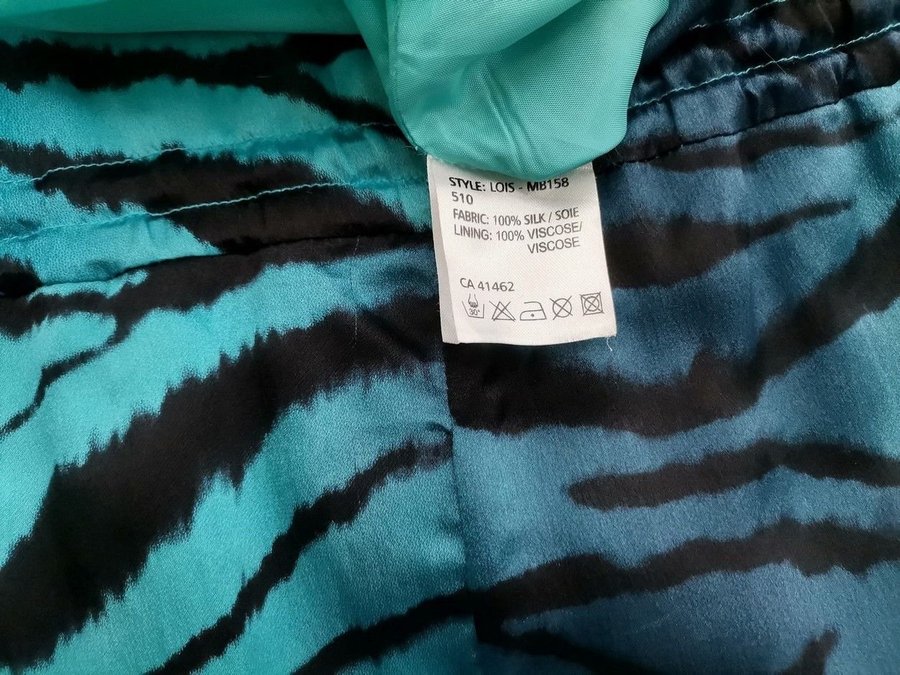 STYLE: LOIS - MB158
510
FABRIC: 100% SILK / SOIE
LINING: 100% VISCOSE/
VISCOSE
CA 41462
30°